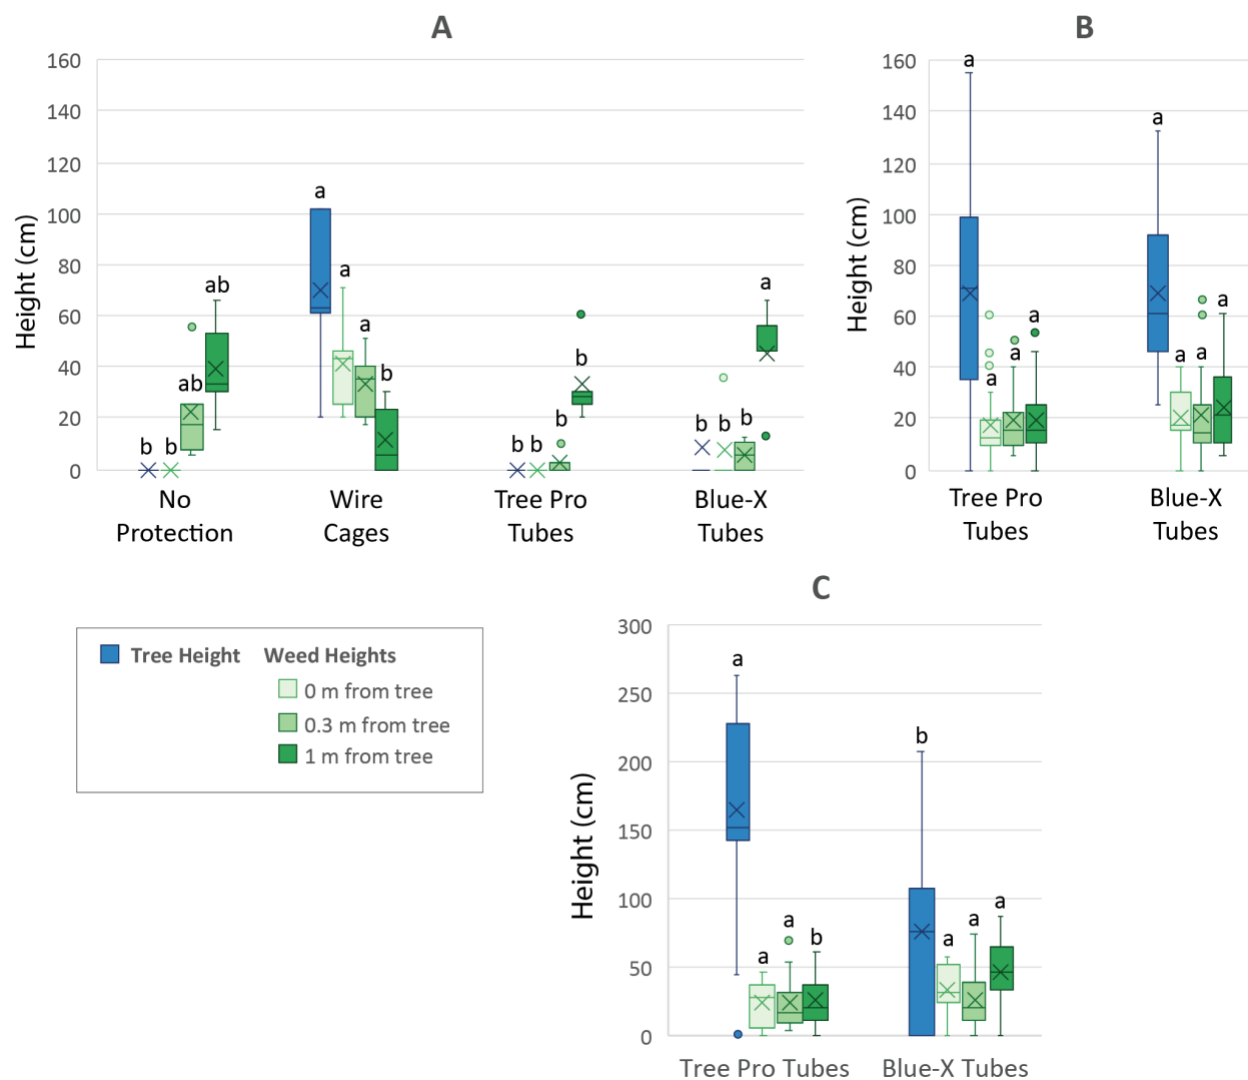 A
B
160
140
120
100
80
60
40
20
0
Height (cm)
a
a
a
b
b
b
ab
ab
b
b
b
b
b
b
b
a
No
Protection
Wire
Cages
Tree Pro
Tubes
Blue-X
Tubes
160
140
120
100
80
60
40
20
0
Height (cm)
a
a
a
a
a
a
a
a
Tree Pro
Tubes
Blue-X
Tubes
C
Tree Height
Weed Heights
0 m from tree
0.3 m from tree
1 m from tree
300
250
200
150
100
50
0
Height (cm)
a
a
a
b
b
a
a
a
Tree Pro Tubes
Blue-X Tubes